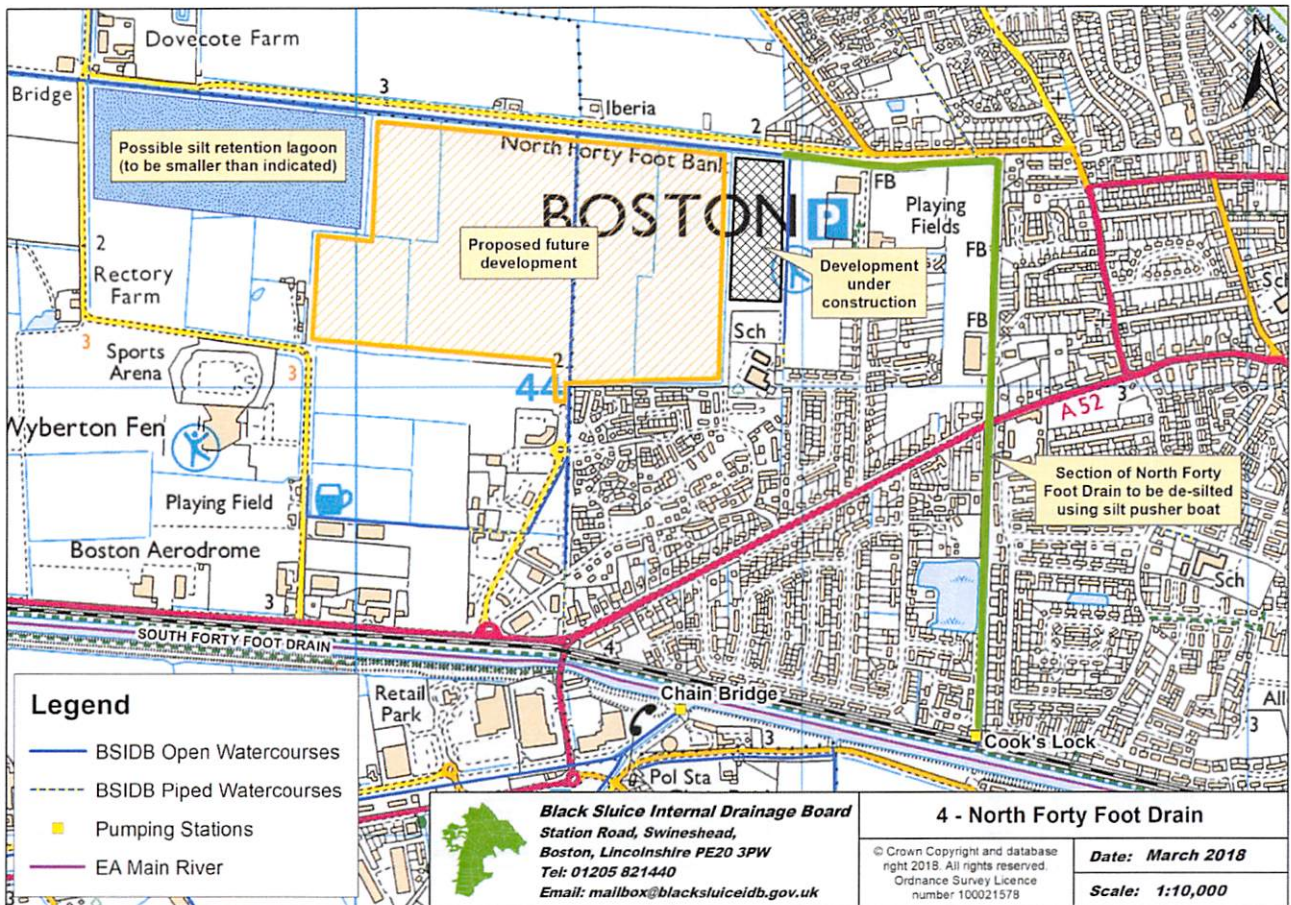 Dovecote Farm
N
Bridge
3
Iberia
2
Possible silt retention lagoon
(to be smaller than indicated)
North Forty Foot Bank
FB
BOSTON
P
Playing
Fields
Proposed future
development
2
Development
under
construction
FB
Rectory
Farm
FB
Sch
Sc
3
Sports
Arena
3
2
44
Wyberton Fen
A 52
3
Section of North Forty
Foot Drain to be de-silted
using silt pusher boat
Playing Field
Boston Aerodrome
Sch
3
SOUTH FORTY FOOT DRAIN
4
Retail
Park
Chain Bridge
All
3
3
Cook's Lock
Pol Sta
Legend
BSIDB Open Watercourses
BSIDB Piped Watercourses
Pumping Stations
EA Main River
3
Black Sluice Internal Drainage Board
Station Road, Swineshead,
Boston, Lincolnshire PE20 3PW
Tel: 01205 821440
Email: mailbox@blacksluiceidb.gov.uk
4 - North Forty Foot Drain
© Crown Copyright and database
right 2018. All rights reserved.
Ordnance Survey Licence
number 100021578
Date: March 2018
Scale: 1:10,000